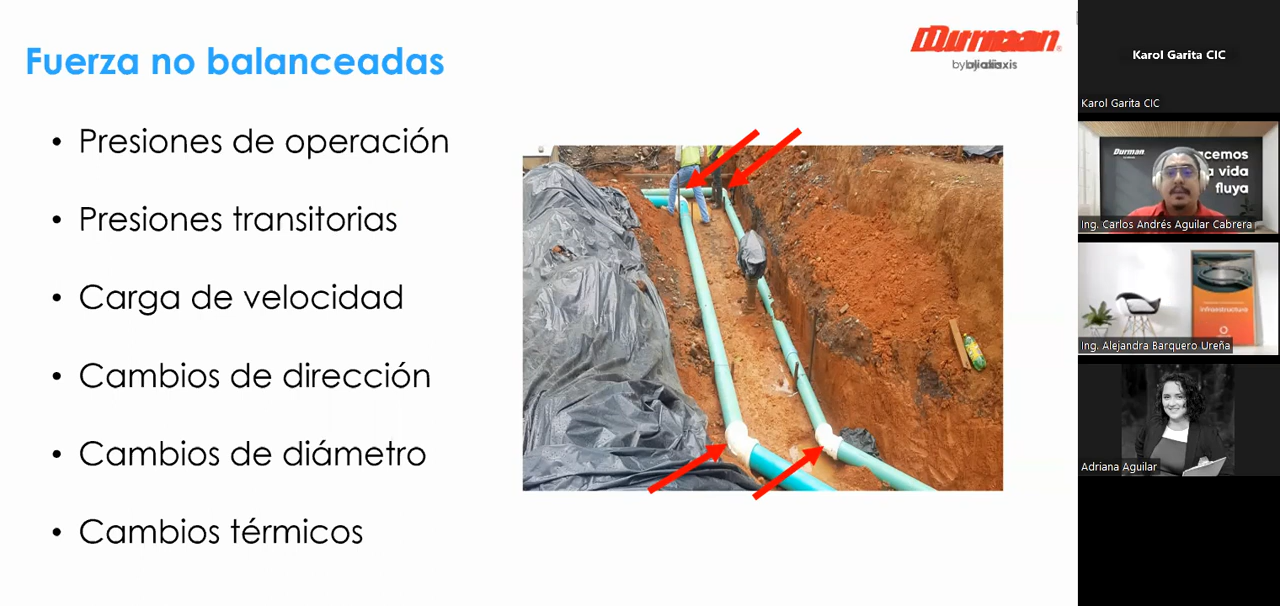 Fuerza no balanceadas
Durman
by aliaxis
• Presiones de operación
• Presiones transitorias
• Carga de velocidad
• Cambios de dirección
• Cambios de diámetro
• Cambios térmicos
Karol Garita CIC
Karol Garita CIC
Durman
acemos
a vida
fluya
Ing. Carlos Andrés Aguilar Cabrera
infraestructure
Ing. Alejandra Barquero Ureña
Adriana Aguilar